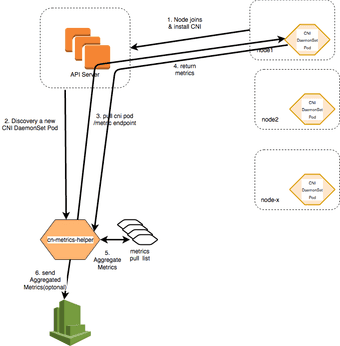 1. Node joins
& install CNI
CNI
DaemonSet
Pod
node1
API Server
4. return
metrics
2. Discovery a new
CNI DaemonSet Pod
3. pull cni pod
/metric endpoint
CNI
DaemonSet
Pod
node2
CNI
DaemonSet
Pod
node-x
cn-metrics-helper
5.
Aggregate
Metrics
metrics
pull list
6. send
Aggregated
Metrics(optonal)